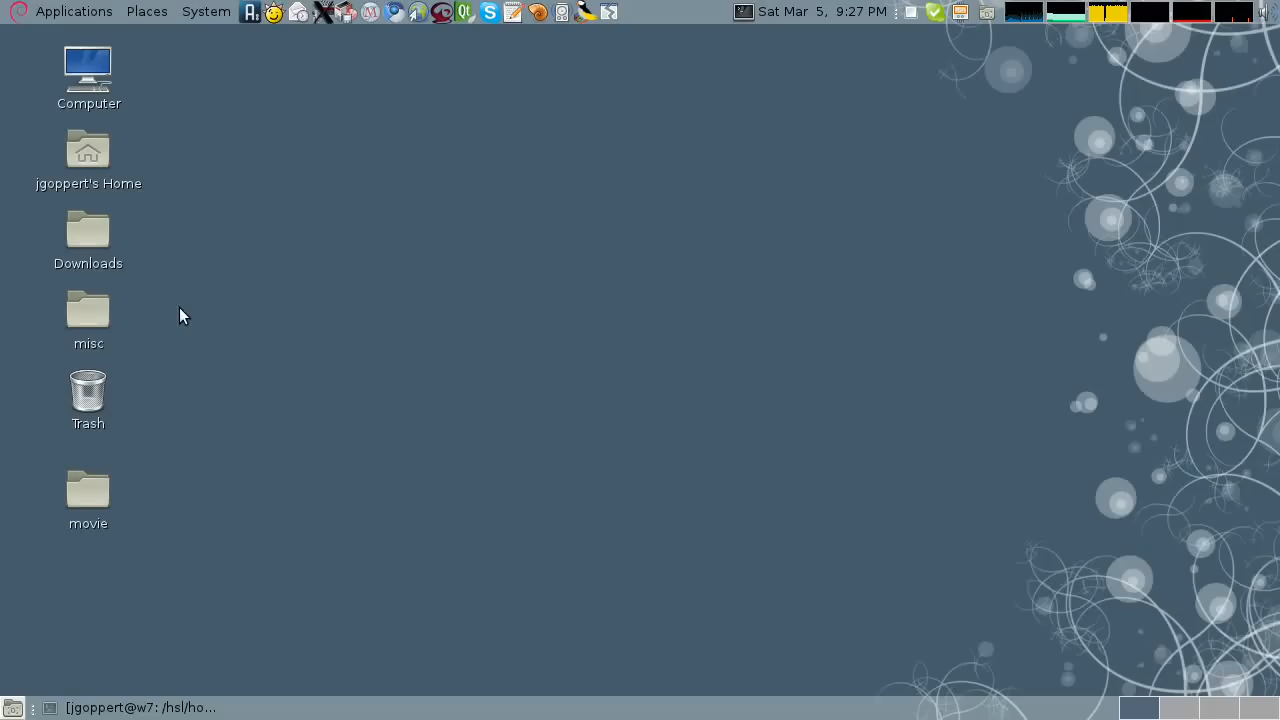 Applications Places System Sat Mar 5, 9:27 PM
Computer
jgoppert's Home
Downloads
misc
Trash
movie
[jgoppert@w7: /hsl/ho...